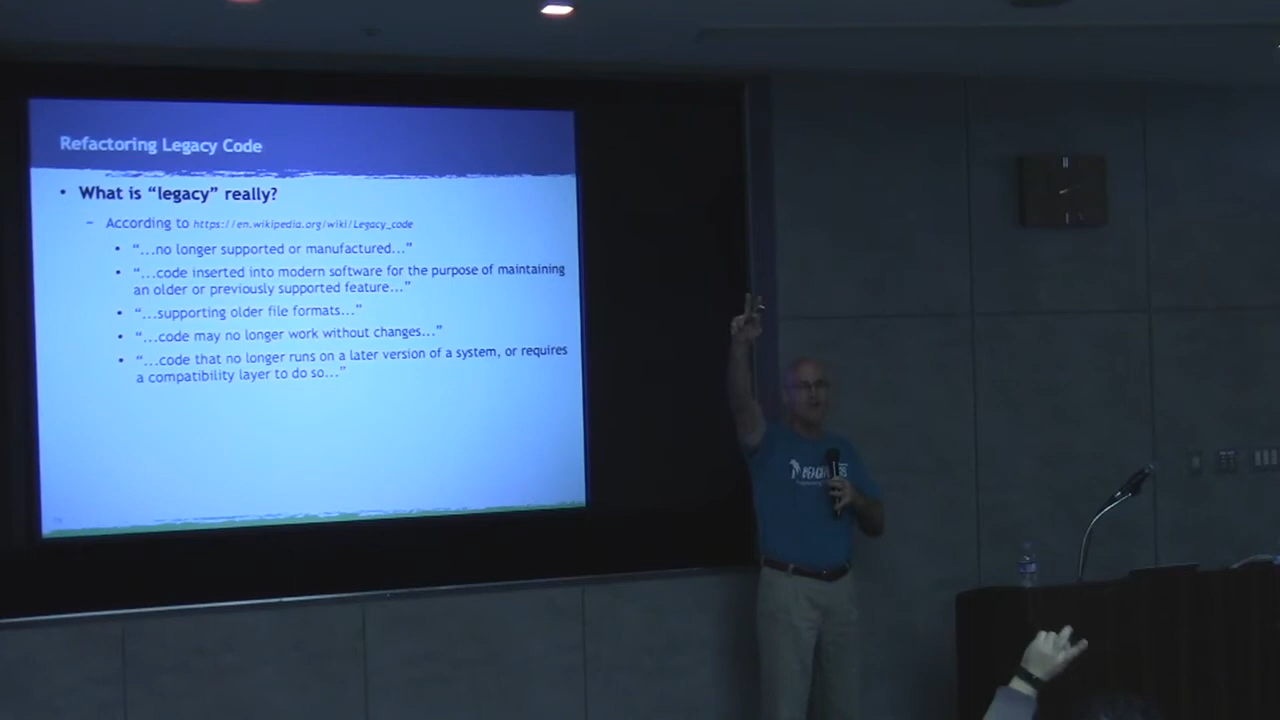 Refactoring Legacy Code
• What is “legacy” really?
– According to https://en.wikipedia.org/wiki/Legacy_code
• “...no longer supported or manufactured...”
• “...code inserted into modern software for the purpose of maintaining
an older or previously supported feature...”
• “...supporting older file formats...”
• “...code may no longer work without changes...”
• “...code that no longer runs on a later version of a system, or requires
a compatibility layer to do so...”